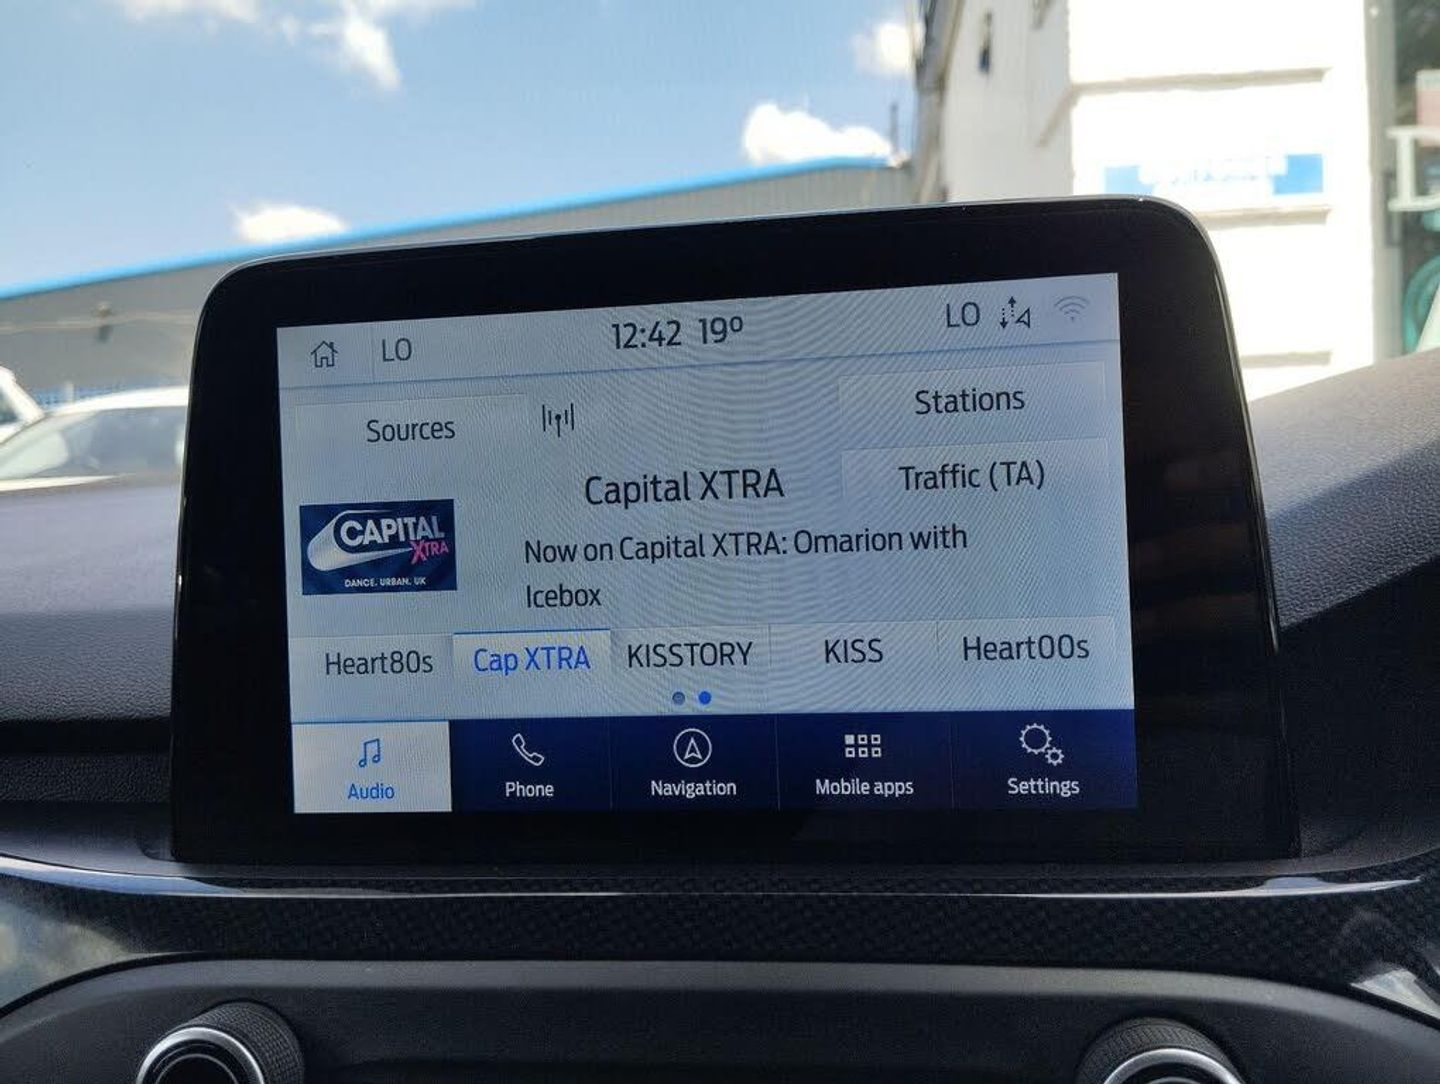 LO
12:42 19º
LO
Sources
Stations
Traffic (TA)
Capital XTRA
CAPITAL
XTRA
DANCE. URBAN. UK
Now on Capital XTRA: Omarion with
Icebox
Heart80s
Cap XTRA
KISSTORY
KISS
Heart00s
Audio
Phone
Navigation
Mobile apps
Settings